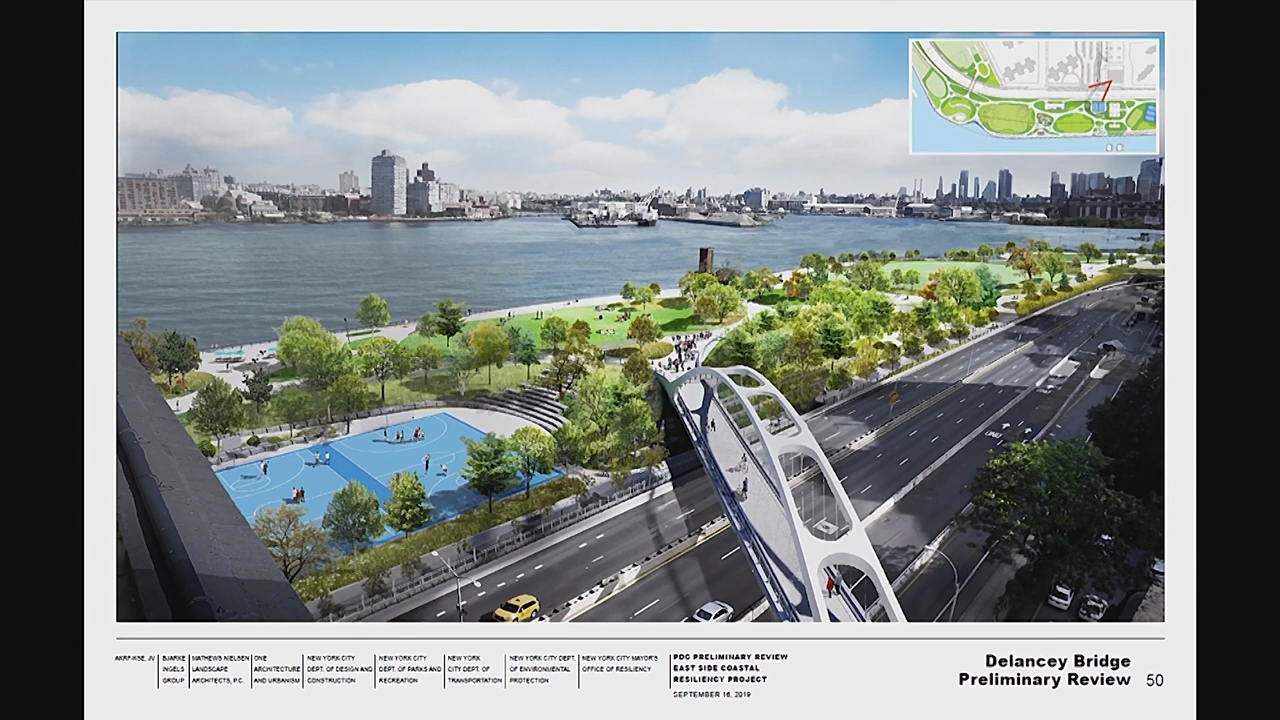 AKRF-KSE, JV
BJARKE
INGELS
GROUP
MATHEWS NIELSEN
LANDSCAPE
ARCHITECTS, P.C.
ONE
ARCHITECTURE
AND URBANISM
NEW YORK CITY
DEPT. OF DESIGN AND
CONSTRUCTION
NEW YORK CITY
DEPT. OF PARKS AND
RECREATION
NEW YORK
CITY DEPT. OF
TRANSPORTATION
NEW YORK CITY DEPT.
OF ENVIRONMENTAL
PROTECTION
NEW YORK CITY MAYOR'S
OFFICE OF RESILIENCY
PDC PRELIMINARY REVIEW
EAST SIDE COASTAL
RESILIENCY PROJECT
SEPTEMBER 16, 2019
Delancey Bridge
Preliminary Review 50